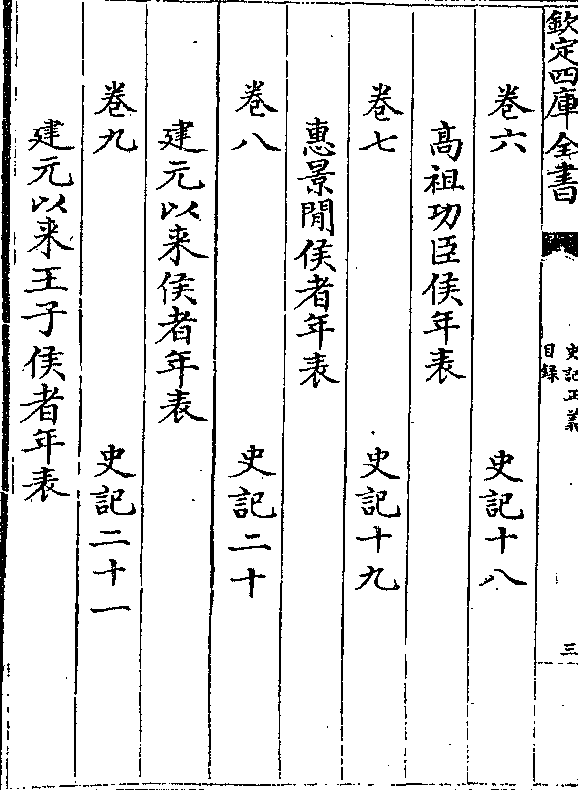 欽定四庫全書
史記正義
目録
三
卷六 史記十八
高祖功臣侯年表
卷七 史記十九
惠景閒侯者年表
卷八 史記二十
建元以来侯者年表
卷九 史記二十一
建元以来王子侯者年表